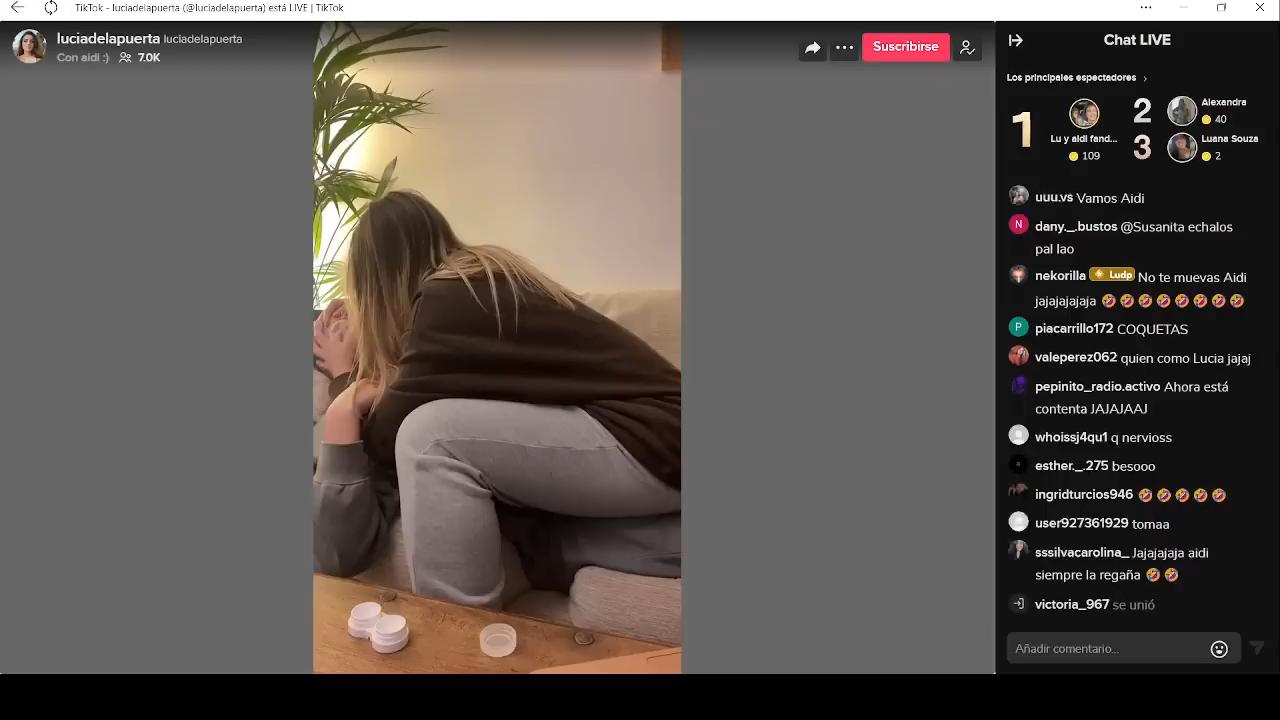 TikTok - luciadelapuerta (@luciadelapuerta) está LIVE | TikTok
luciadelapuerta luciadelapuerta
Con aidi :) 7.0K
Suscribirse
Chat LIVE
Los principales espectadores
1
Lu y aidi fand...
109
2
Alexandra
40
3
Luana Souza
2
uuu.vs Vamos Aidi
N dany._.bustos @Susanita echalos
pal lao
nekorilla Ludp No te muevas Aidi
jajajajajaja 🤣🤣🤣🤣🤣🤣🤣🤣
P piacarrillo172 COQUETAS
valeperez062 quien como Lucia jajaj
pepinito_radio.activo Ahora está
contenta JAJAJAAJ
whoissj4qu1 q nervioss
esther._.275 besooo
ingridturcios946 🤣🤣🤣🤣🤣
user927361929 tomaa
sssilvacarolina_ Jajajajaja aidi
siempre la regaña 🤣🤣
victoria_967 se unió
Añadir comentario...